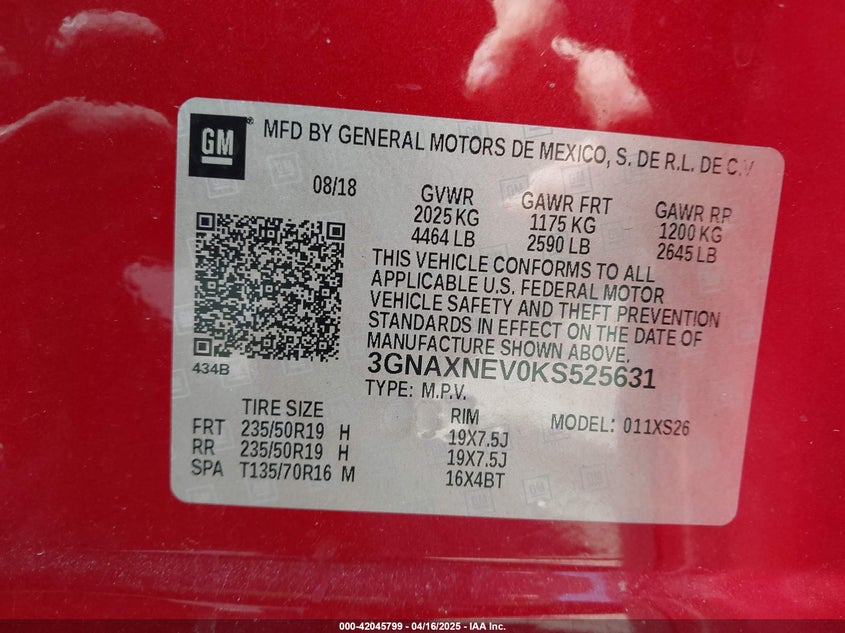 GM
MFD BY GENERAL MOTORS DE MEXICO, S. DE R.L. DE C.V
08/18
GVWR
2025 KG
4464 LB
GAWR FRT
1175 KG
2590 LB
GAWR RR
1200 KG
2645 LB
THIS VEHICLE CONFORMS TO ALL
APPLICABLE U.S. FEDERAL MOTOR
VEHICLE SAFETY AND THEFT PREVENTION
STANDARDS IN EFFECT ON THE DATE OF
MANUFACTURE SHOWN ABOVE.
434B
3GNAXNEV0KS525631
TYPE: M.P.V.
TIRE SIZE
RIM
MODEL: 011XS26
FRT 235/50R19 H 19X7.5J
RR 235/50R19 H 19X7.5J
SPA T135/70R16 M 16X4BT
000-42045799 - 04/16/2025 - IAA Inc.